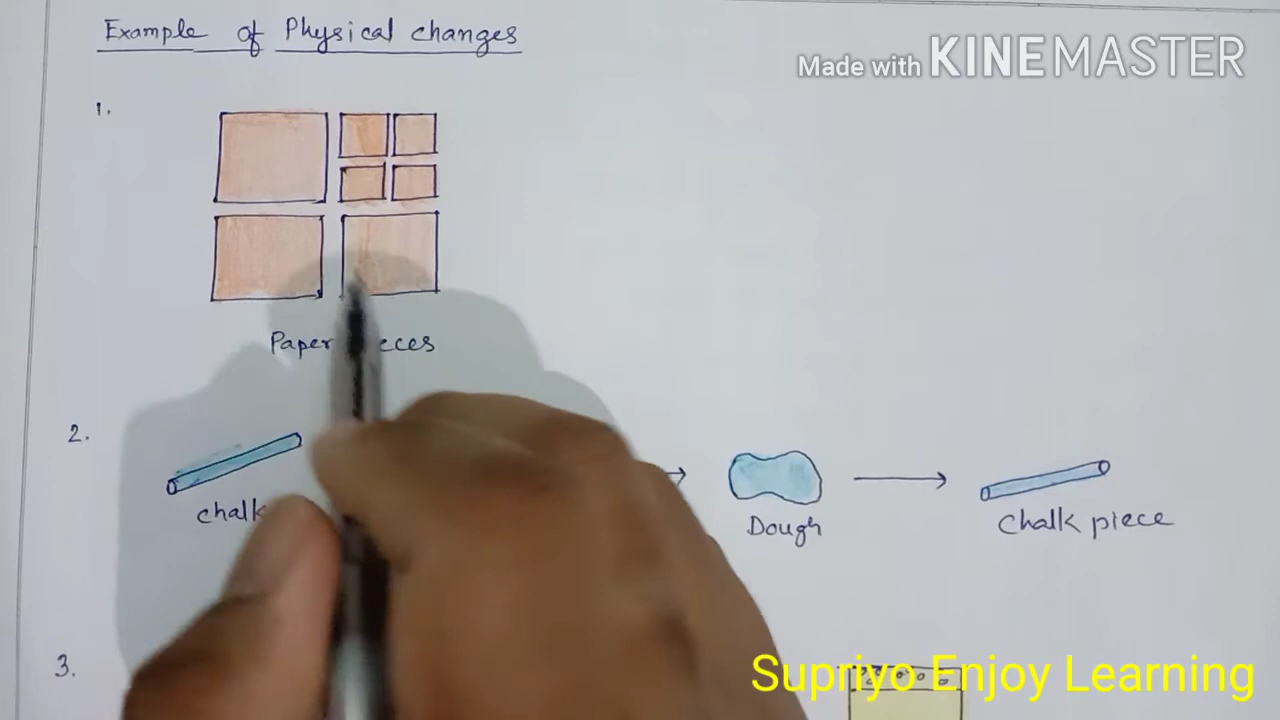 Example of Physical changes
Made with KINEMASTER
1.
Paper eces
2.
chalk
Dough
Chalk piece
3.
Supriyo Enjoy Learning